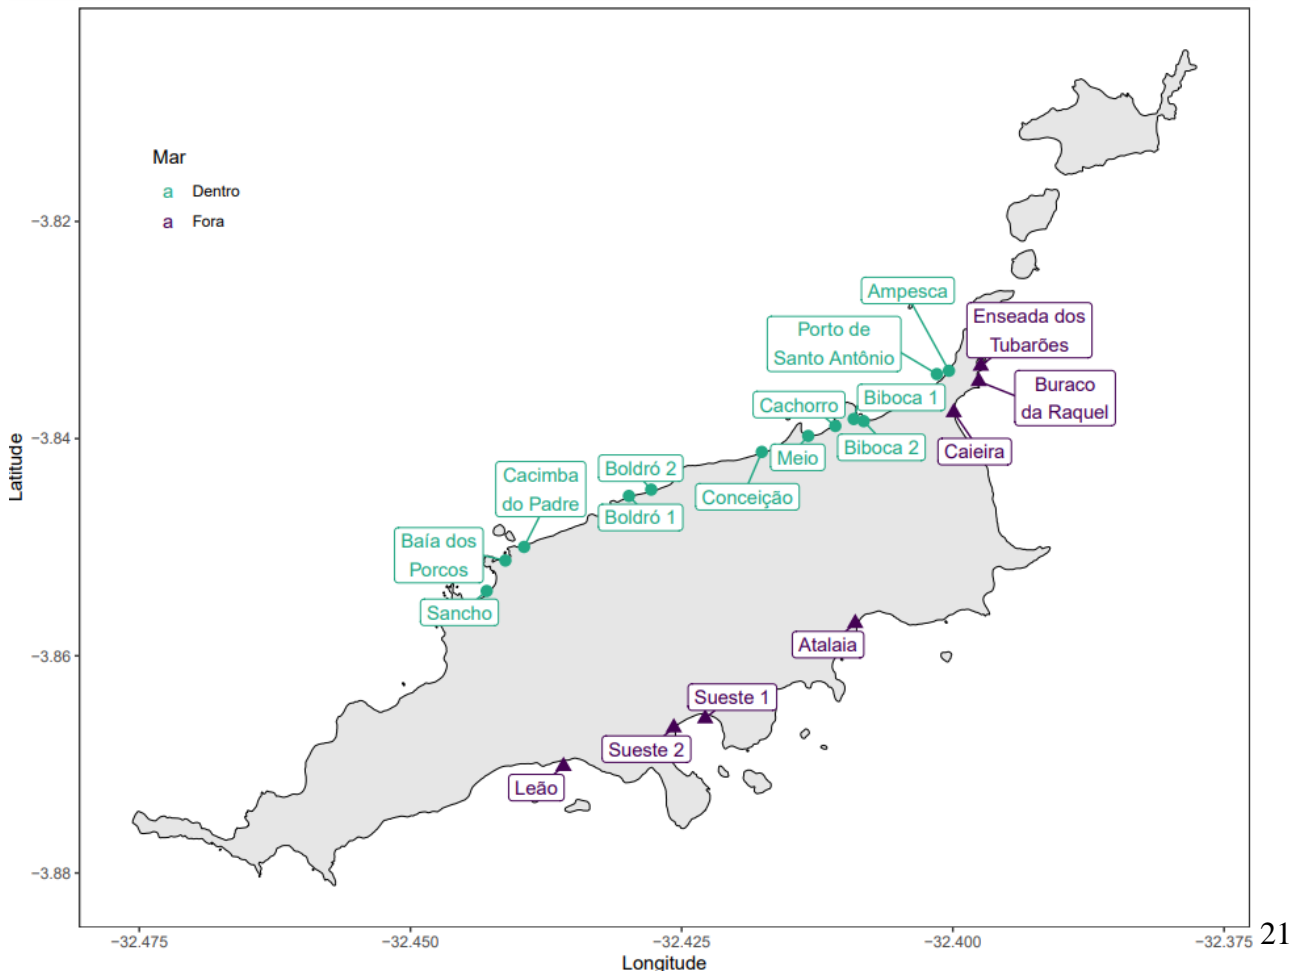 Mar
a Dentro
a Fora
Ampesca
Enseada dos
Tubarões
Porto de
Santo Antônio
Buraco
da Raquel
Biboca 1
Cachorro
Biboca 2
Caieira
Meio
Boldró 2
Cacimba
do Padre
Conceição
Boldró 1
Baía dos
Porcos
Sancho
Atalaia
Sueste 1
Sueste 2
Leão
Latitude
−3.82
−3.84
−3.86
−3.88
−32.475
−32.450
−32.425
−32.400
−32.375
Longitude
21